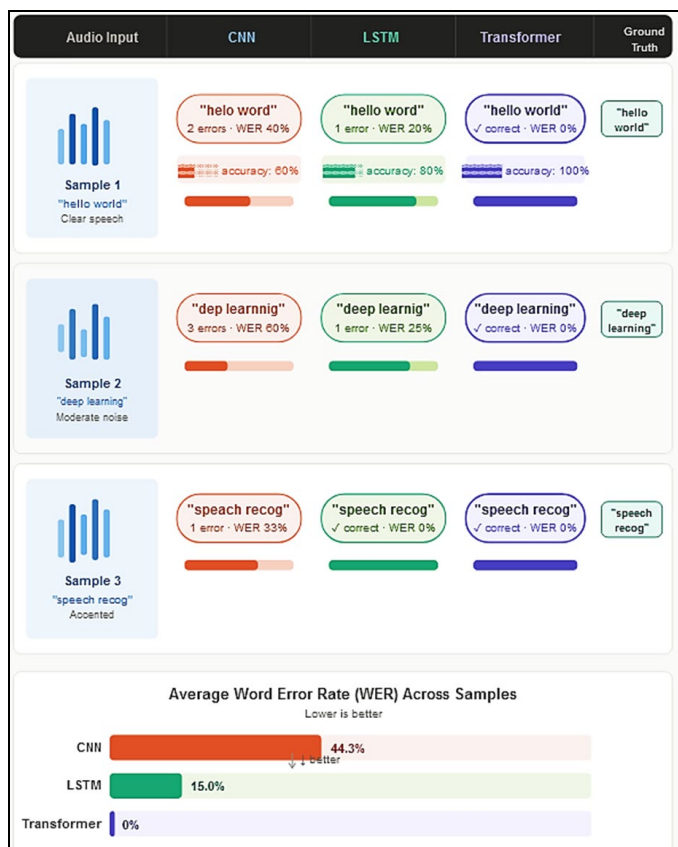 Audio Input CNN LSTM Transformer Ground Truth
"helo word" "hello word" "hello world" "hello world"
2 errors · WER 40% 1 error · WER 20% ✓ correct · WER 0%
accuracy: 60% accuracy: 80% accuracy: 100%
Sample 1
"hello world"
Clear speech
"dep learnnig" "deep learnig" "deep learning" "deep learning"
3 errors · WER 60% 1 error · WER 25% ✓ correct · WER 0%
Sample 2
"deep learning"
Moderate noise
"speach recog" "speech recog" "speech recog" "speech recog"
1 error · WER 33% ✓ correct · WER 0% ✓ correct · WER 0%
Sample 3
"speech recog"
Accented
Average Word Error Rate (WER) Across Samples
Lower is better
CNN 44.3%
↓ better
LSTM 15.0%
Transformer 0%